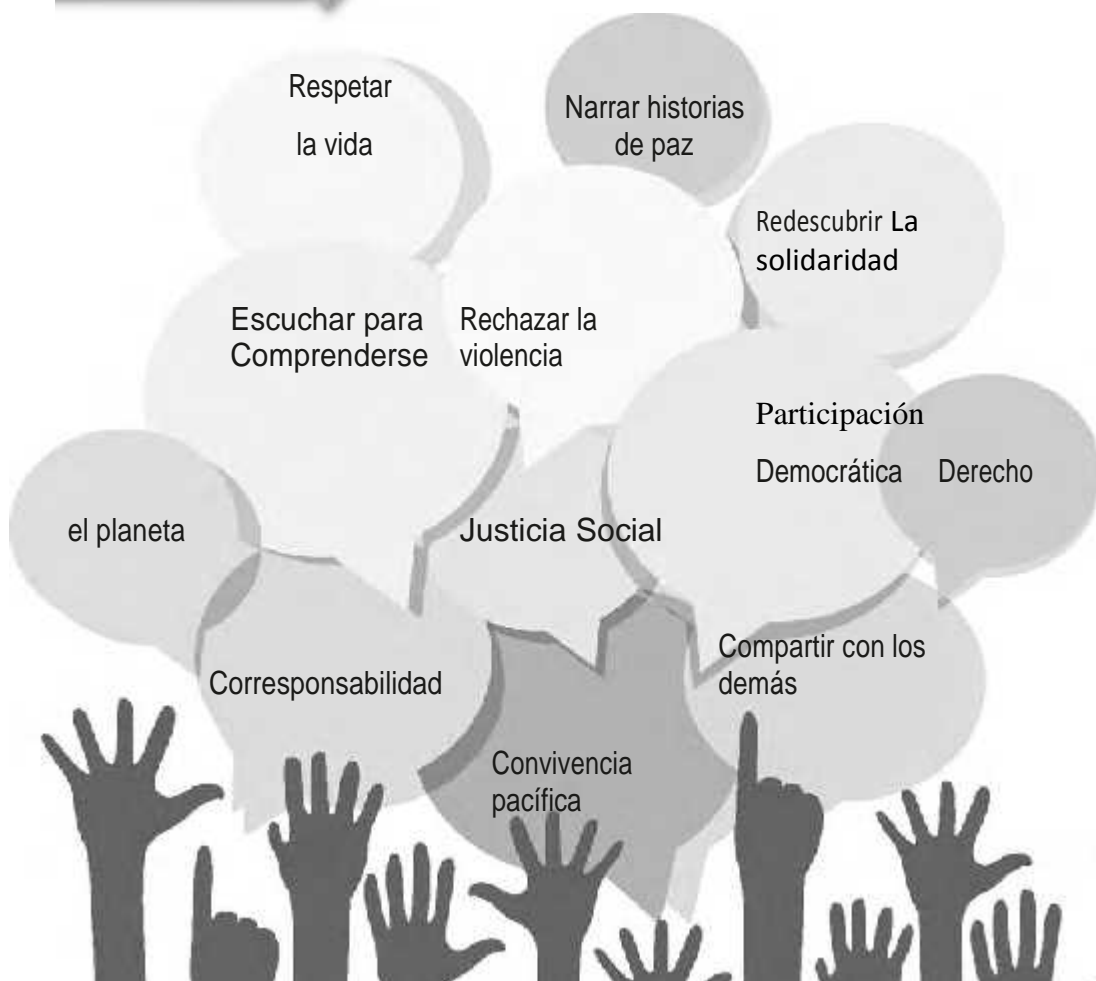 Respetar
la vida
Narrar historias
de paz
Redescubrir La
solidaridad
Escuchar para
Comprenderse
Rechazar la
violencia
Participación
Democrática
Derecho
el planeta
Justicia Social
Corresponsabilidad
Compartir con los
demás
Convivencia
pacífica